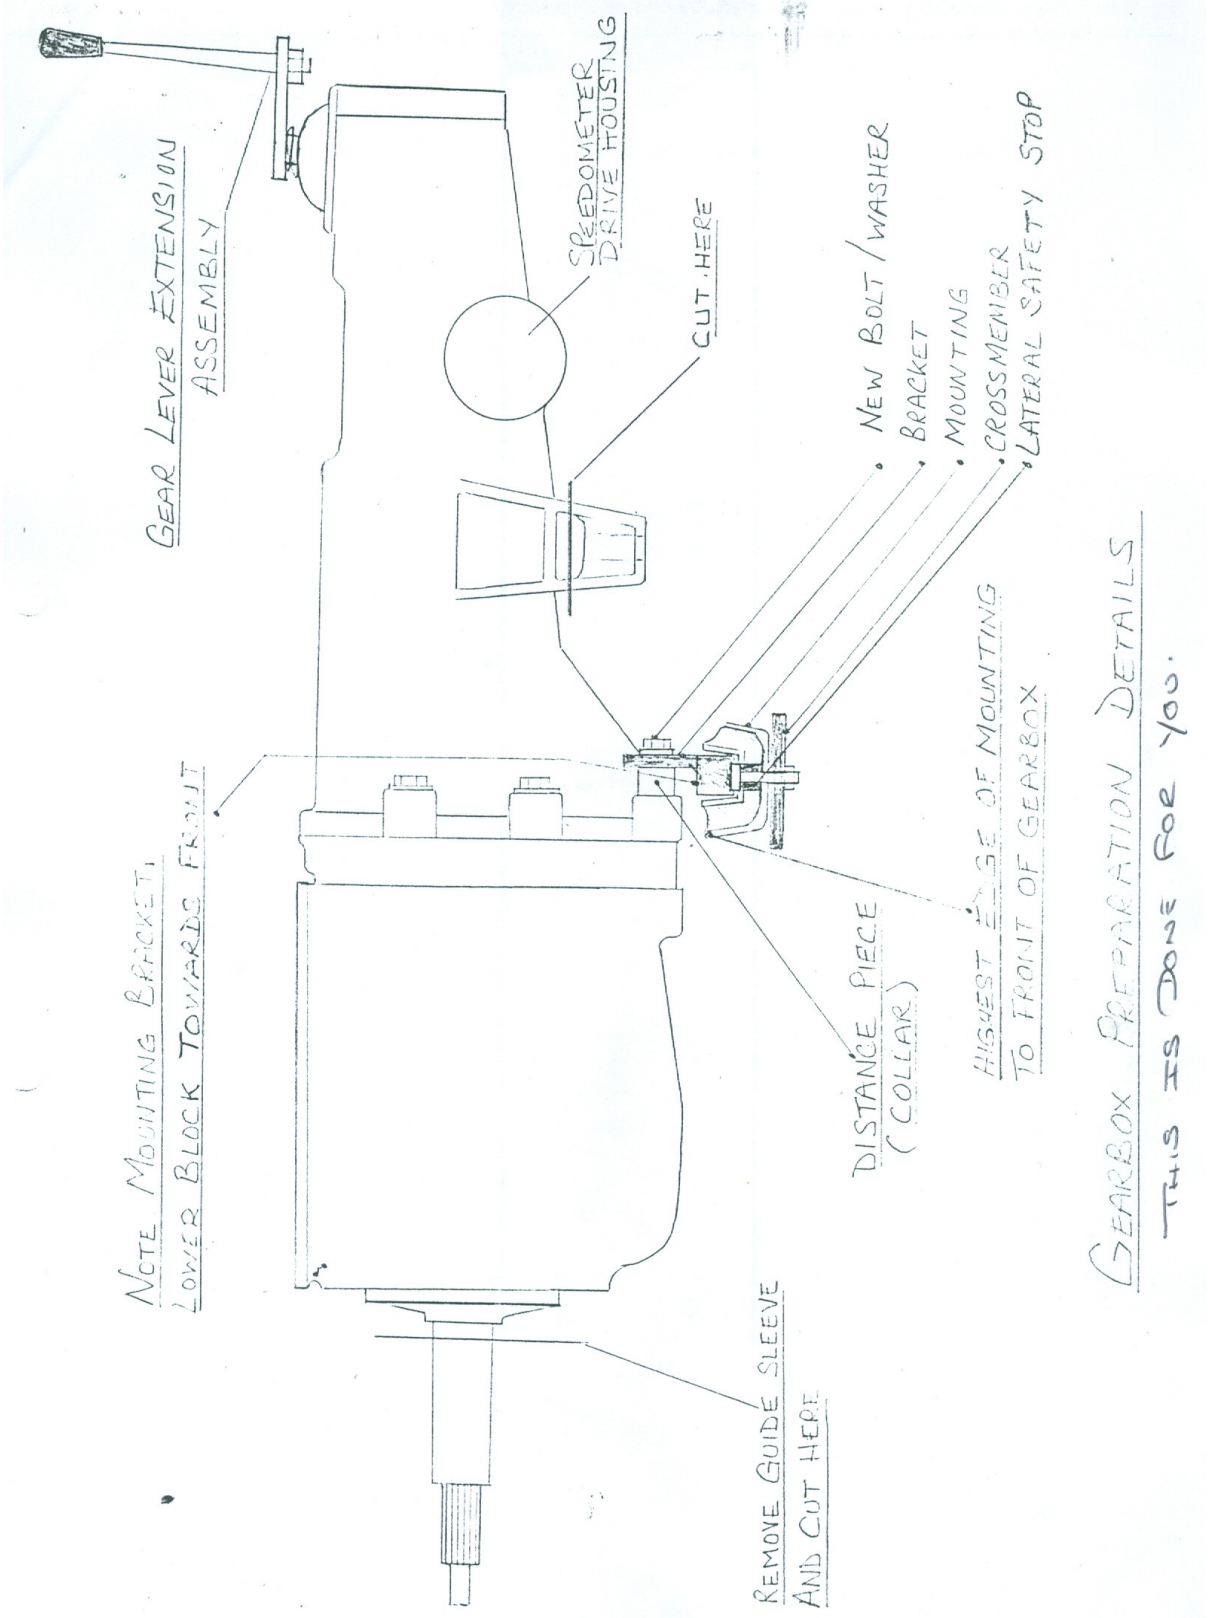 GEAR LEVER EXTENSION
ASSEMBLY
SPEEDOMETER
DRIVE HOUSING
CUT HERE
NOTE MOUNTING BRACKET,
LOWER BLOCK TOWARDS FRONT
NEW BOLT / WASHER
BRACKET
MOUNTING
CROSSMEMBER
LATERAL SAFETY STOP
REMOVE GUIDE SLEEVE
AND CUT HERE
DISTANCE PIECE
(COLLAR)
HIGHEST EDGE OF MOUNTING
TO FRONT OF GEARBOX
GEARBOX PREPARATION DETAILS
THIS IS DONE FOR YOU.